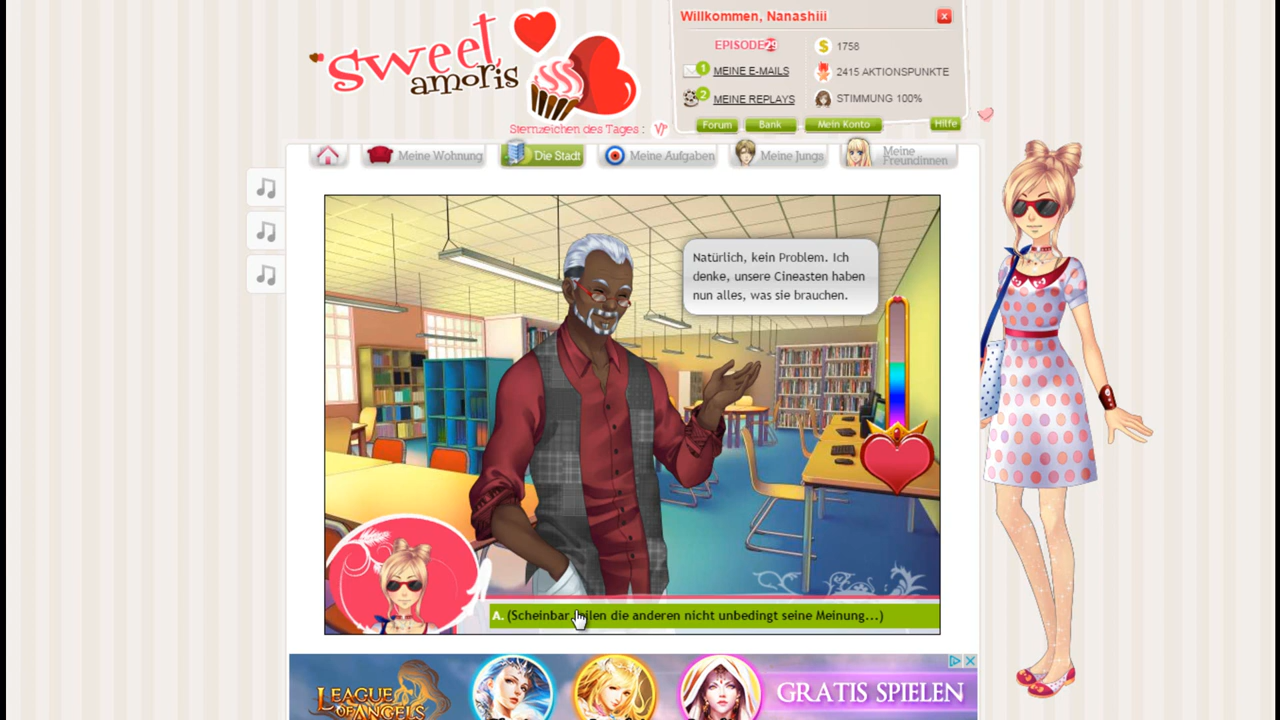 sweet
amoris
Sternzeichen des Tages :
Willkommen, Nanashiii
EPISODE29
1758
1
MEINE E-MAILS
2415 AKTIONSPUNKTE
2
MEINE REPLAYS
STIMMUNG 100%
Forum
Bank
Mein Konto
Hilfe
Meine Wohnung
Die Stadt
Meine Aufgaben
Meine Jungs
Meine
Freundinnen
Natürlich, kein Problem. Ich
denke, unsere Cineasten haben
nun alles, was sie brauchen.
A. (Scheinbar teilen die anderen nicht unbedingt seine Meinung...)
LEAGUE
OF ANGELS
GRATIS SPIELEN